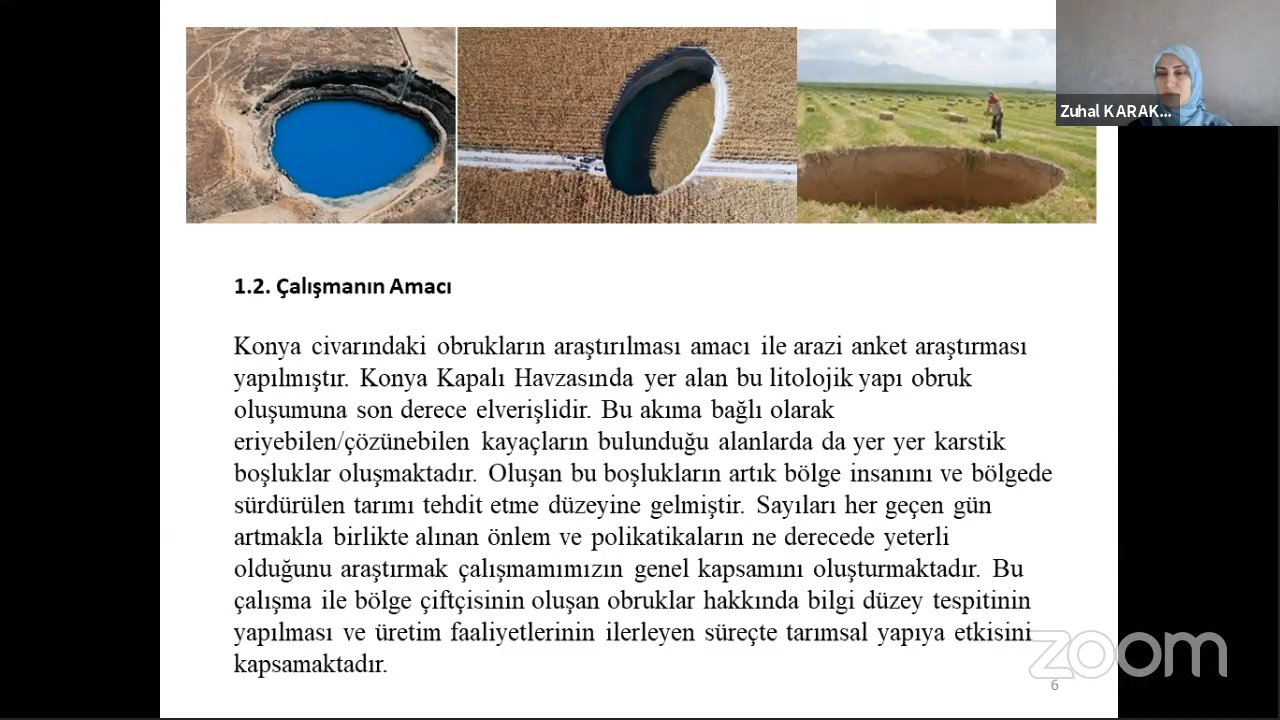 Zuhal KARAK...
1.2. Çalışmanın Amacı
Konya civarındaki obrukların araştırılması amacı ile arazi anket araştırması
yapılmıştır. Konya Kapalı Havzasında yer alan bu litolojik yapı obruk
oluşumuna son derece elverişlidir. Bu akıma bağlı olarak
eriyebilen/çözünebilen kayaçların bulunduğu alanlarda da yer yer karstik
boşluklar oluşmaktadır. Oluşan bu boşlukların artık bölge insanını ve bölgede
sürdürülen tarımı tehdit etme düzeyine gelmiştir. Sayıları her geçen gün
artmakla birlikte alınan önlem ve polikatikaların ne derecede yeterli
olduğunu araştırmak çalışmamımızın genel kapsamını oluşturmaktadır. Bu
çalışma ile bölge çiftçisinin oluşan obruklar hakkında bilgi düzey tespitinin
yapılması ve üretim faaliyetlerinin ilerleyen süreçte tarımsal yapıya etkisini
kapsamaktadır.
zoom
6